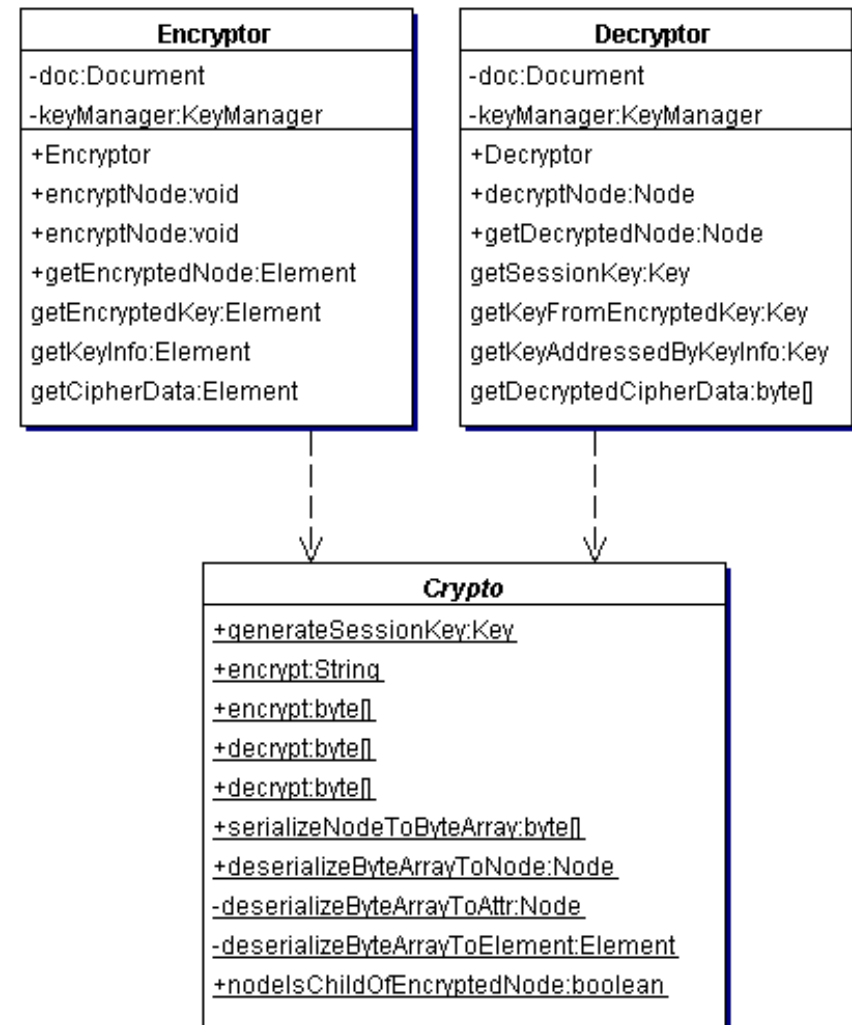 Encryptor
-doc:Document
-keyManager:KeyManager
+Encryptor
+encryptNode:void
+encryptNode:void
+getEncryptedNode:Element
getEncryptedKey:Element
getKeyInfo:Element
getCipherData:Element
Decryptor
-doc:Document
-keyManager:KeyManager
+Decryptor
+decryptNode:Node
+getDecryptedNode:Node
getSessionKey:Key
getKeyFromEncryptedKey:Key
getKeyAddressedByKeyInfo:Key
getDecryptedCipherData:byte[]
Crypto
+generateSessionKey:Key
+encrypt:String
+encrypt:byte[]
+decrypt:byte[]
+decrypt:byte[]
+serializeNodeToByteArray:byte[]
+deserializeByteArrayToNode:Node
-deserializeByteArrayToAttr:Node
-deserializeByteArrayToElement:Element
+nodeIsChildOfEncryptedNode:boolean